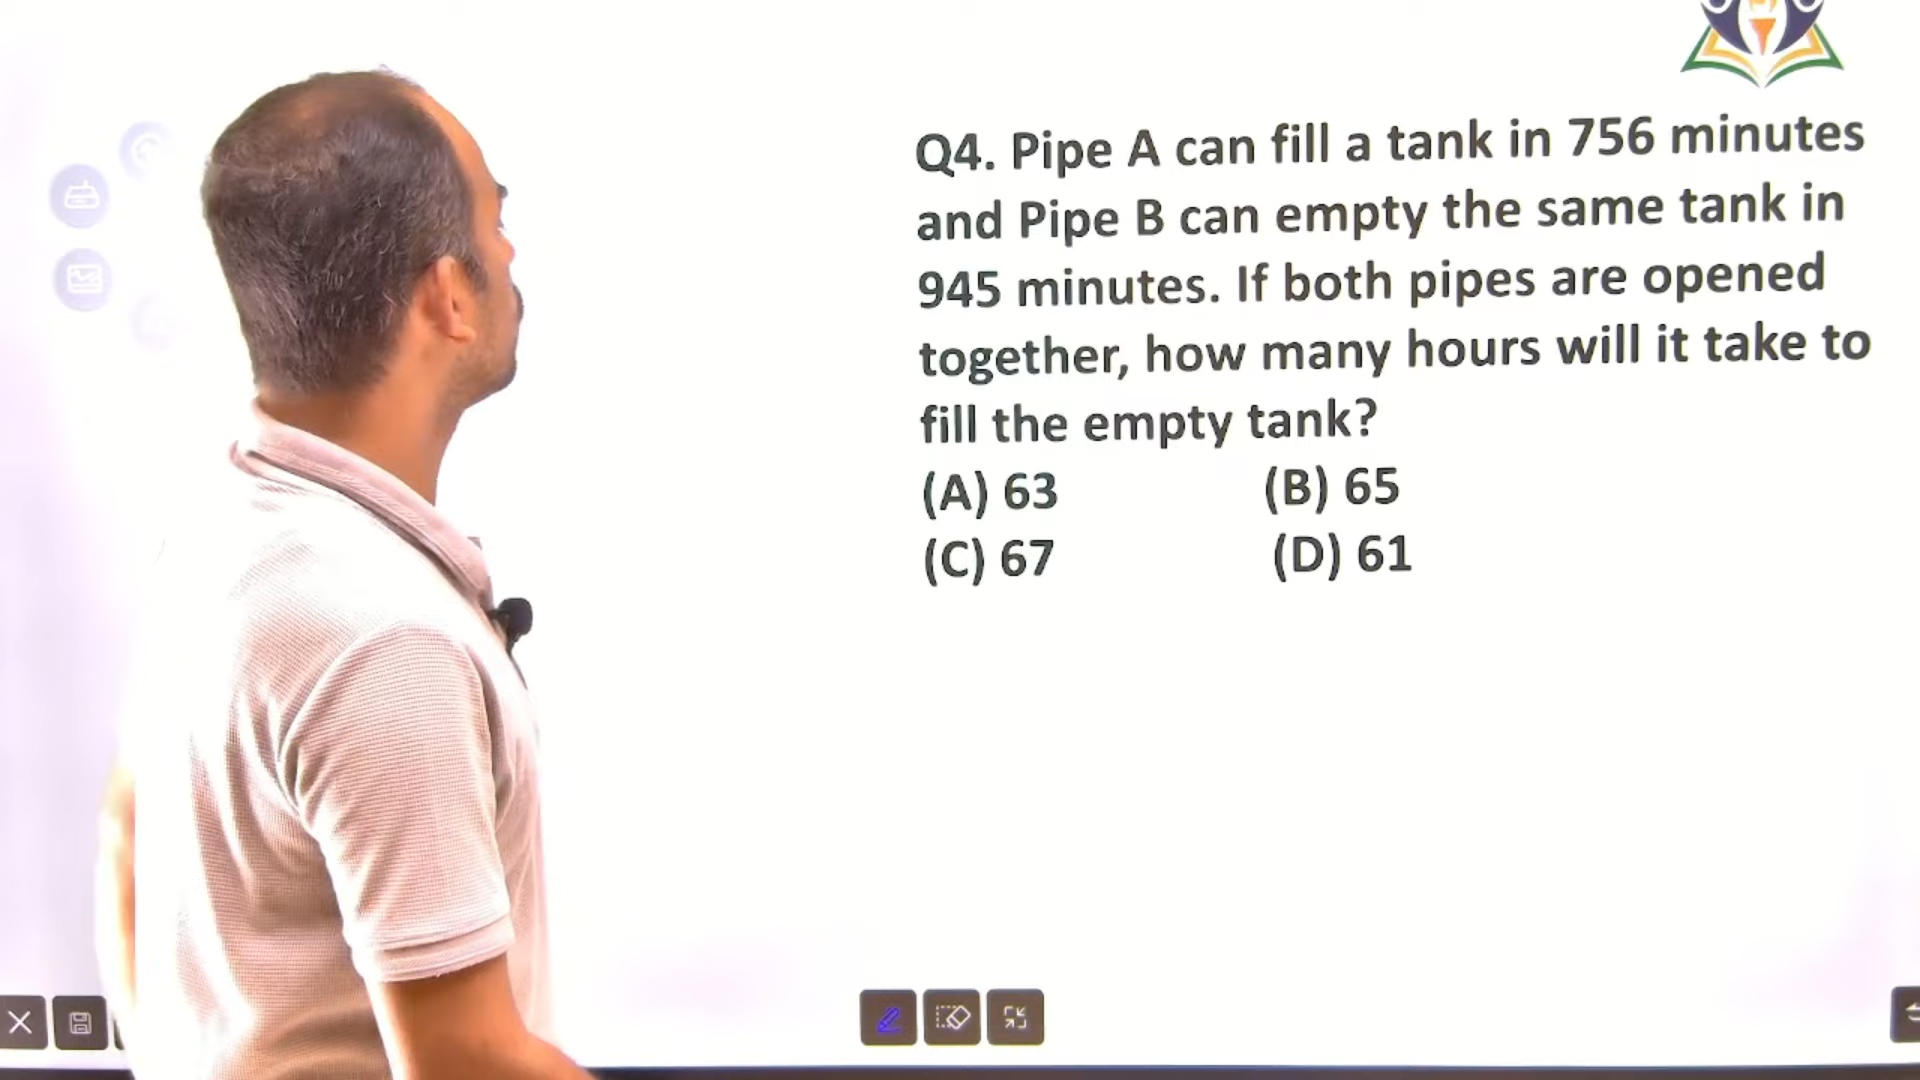 Q4. Pipe A can fill a tank in 756 minutes
and Pipe B can empty the same tank in
945 minutes. If both pipes are opened
together, how many hours will it take to
fill the empty tank?
(A) 63 (B) 65
(C) 67 (D) 61